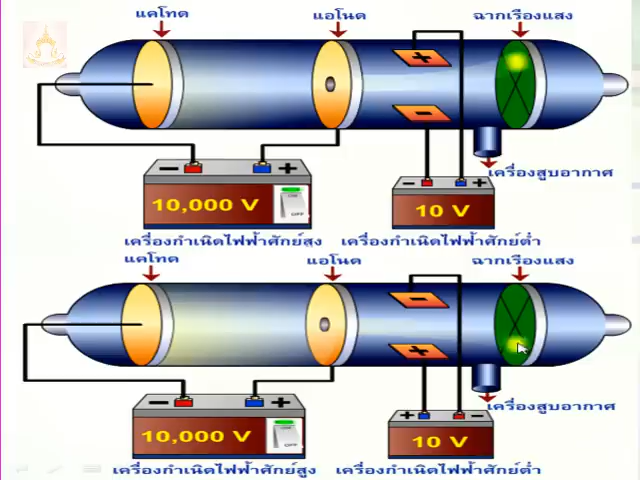 แคโทด แอโนด ฉากเรืองแสง
+
−
เครื่องสูบอากาศ
− +
10,000 V
OFF
− +
10 V
เครื่องกำเนิดไฟฟ้าศักย์สูง เครื่องกำเนิดไฟฟ้าศักย์ต่ำ
แคโทด แอโนด ฉากเรืองแสง
−
+
เครื่องสูบอากาศ
− +
10,000 V
OFF
+ −
10 V
เครื่องกำเนิดไฟฟ้าศักย์สูง เครื่องกำเนิดไฟฟ้าศักย์ต่ำ